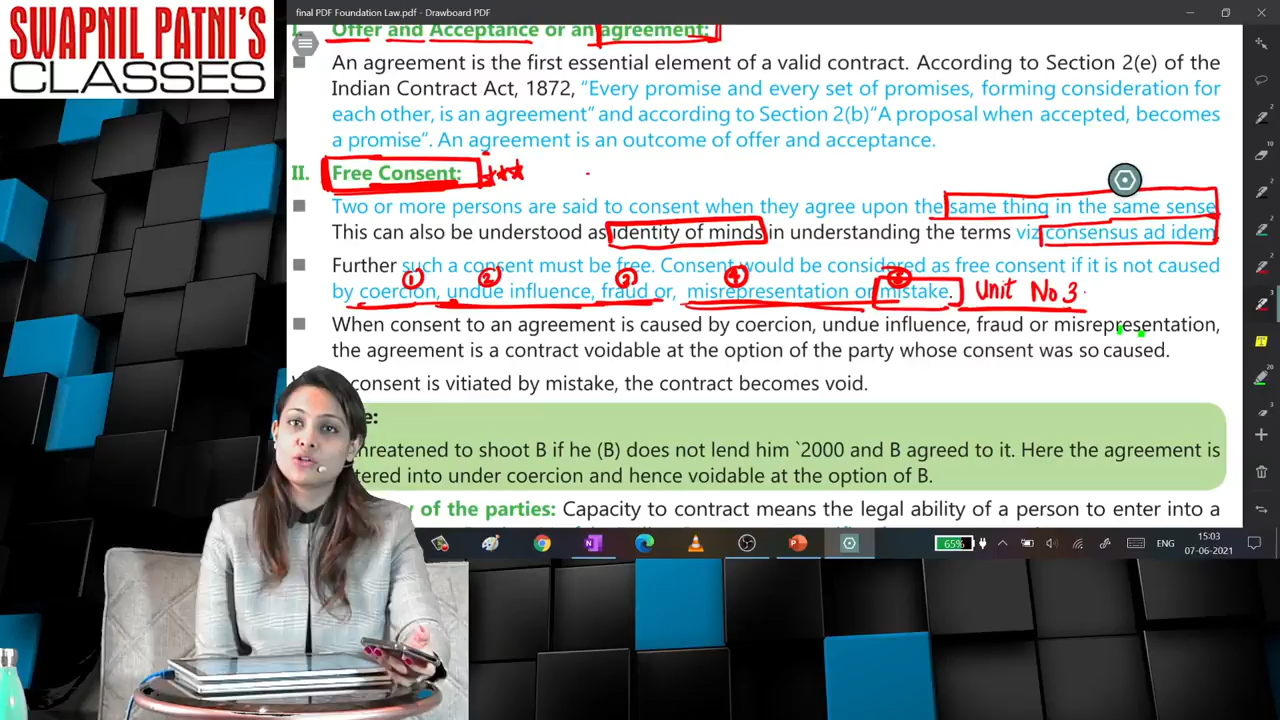 SWAPNIL PATNI'S
CLASSES
final PDF Foundation Law.pdf - Drawboard PDF
I. Offer and Acceptance or an agreement:
An agreement is the first essential element of a valid contract. According to Section 2(e) of the
Indian Contract Act, 1872, "Every promise and every set of promises, forming consideration for
each other, is an agreement" and according to Section 2(b)"A proposal when accepted, becomes
a promise". An agreement is an outcome of offer and acceptance.
II. Free Consent:
Two or more persons are said to consent when they agree upon the same thing in the same sense
This can also be understood as identity of minds in understanding the terms viz consensus ad idem
Further such a consent must be free. Consent would be considered as free consent if it is not caused
1 2 3 4
by coercion, undue influence, fraud or, misrepresentation or mistake. Unit No 3
When consent to an agreement is caused by coercion, undue influence, fraud or misrepresentation,
the agreement is a contract voidable at the option of the party whose consent was so caused.
consent is vitiated by mistake, the contract becomes void.
e:
hreatened to shoot B if he (B) does not lend him `2000 and B agreed to it. Here the agreement is
tered into under coercion and hence voidable at the option of B.
y of the parties: Capacity to contract means the legal ability of a person to enter into a
65%
ENG
15:03
07-06-2021